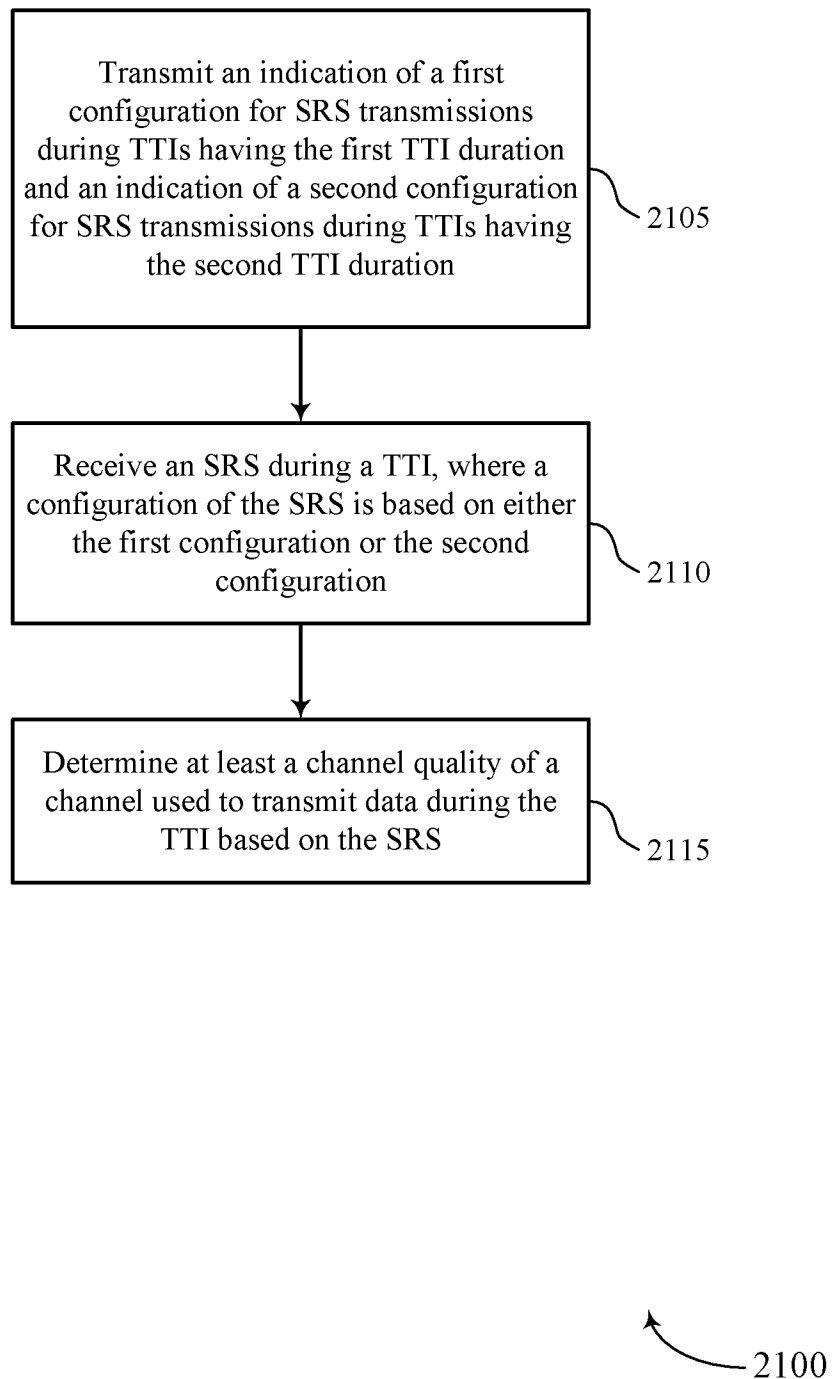 Transmit an indication of a first
configuration for SRS transmissions
during TTIs having the first TTI duration
and an indication of a second configuration
for SRS transmissions during TTIs having
the second TTI duration
2105
Receive an SRS during a TTI, where a
configuration of the SRS is based on either
the first configuration or the second
configuration
2110
Determine at least a channel quality of a
channel used to transmit data during the
TTI based on the SRS
2115
2100